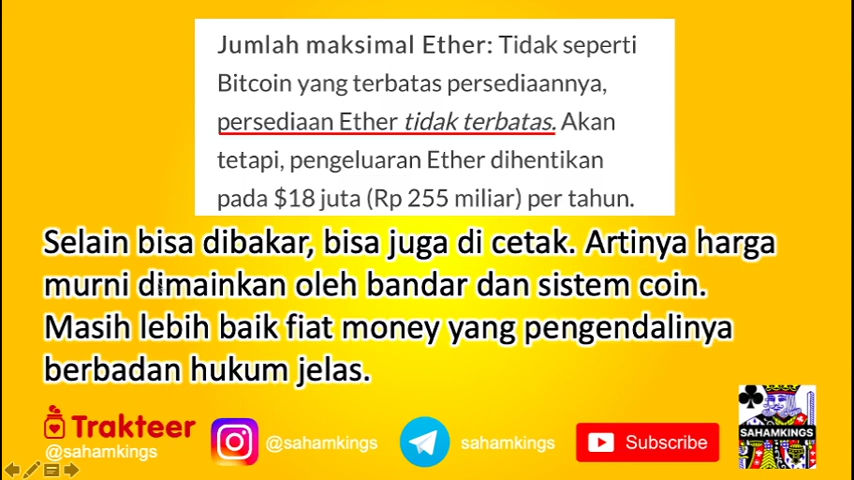 Jumlah maksimal Ether: Tidak seperti
Bitcoin yang terbatas persediaannya,
persediaan Ether tidak terbatas. Akan
tetapi, pengeluaran Ether dihentikan
pada $18 juta (Rp 255 miliar) per tahun.
Selain bisa dibakar, bisa juga di cetak. Artinya harga
murni dimainkan oleh bandar dan sistem coin.
Masih lebih baik fiat money yang pengendalinya
berbadan hukum jelas.
Trakteer
@sahamkings
@sahamkings
sahamkings
Subscribe
SAHAMKINGS